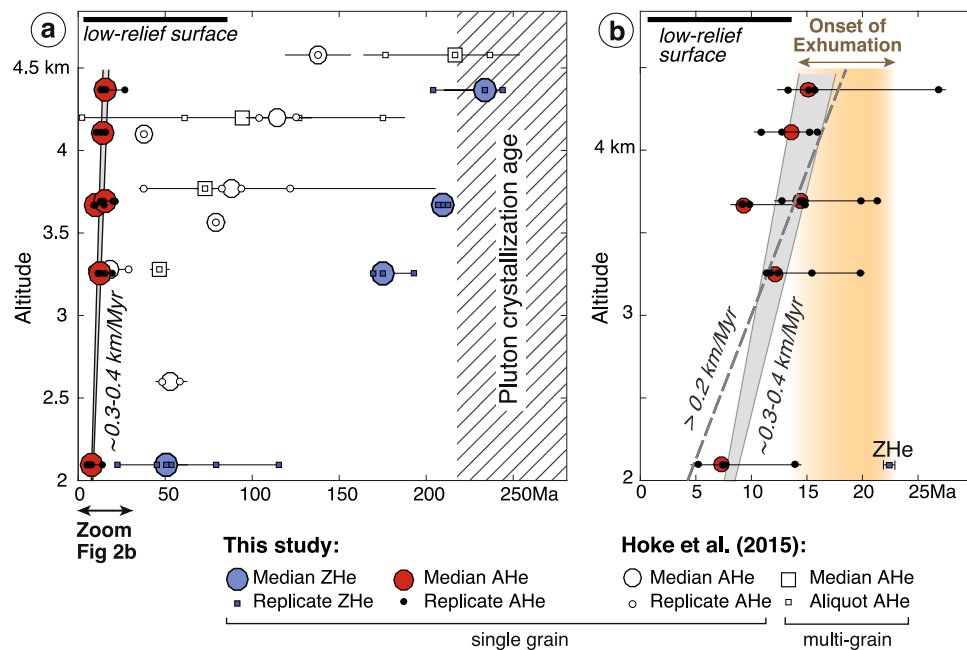 a
low-relief surface
4.5 km
4
3.5
3
2.5
2
Altitude
~0.3-0.4 km/Myr
Pluton crystallization age
0
50
100
150
200
250Ma
Zoom
Fig 2b
b
Onset of
Exhumation
low-relief
surface
4 km
3
2
Altitude
> 0.2 km/Myr
~0.3-0.4 km/Myr
ZHe
0
5
10
15
20
25Ma
This study:
Median ZHe
Median AHe
Replicate ZHe
Replicate AHe
Hoke et al. (2015):
Median AHe
Median AHe
Replicate AHe
Aliquot AHe
single grain
multi-grain